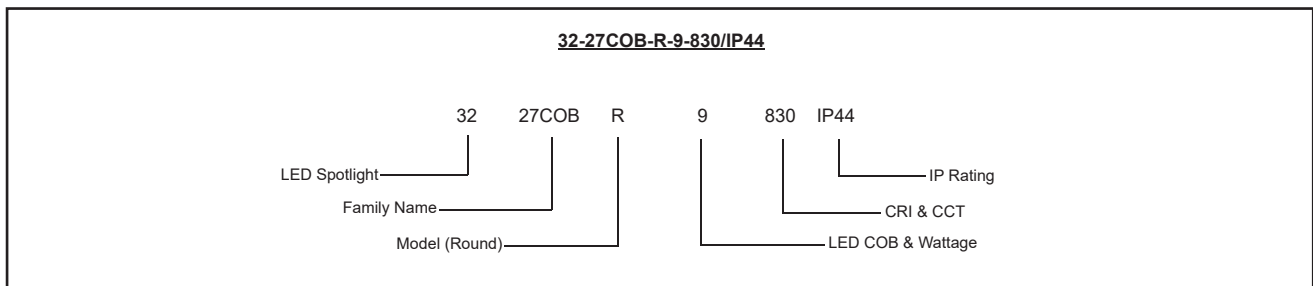 32-27COB-R-9-830/IP44
32 27COB R 9 830 IP44
LED Spotlight
IP Rating
Family Name
CRI & CCT
Model (Round)
LED COB & Wattage